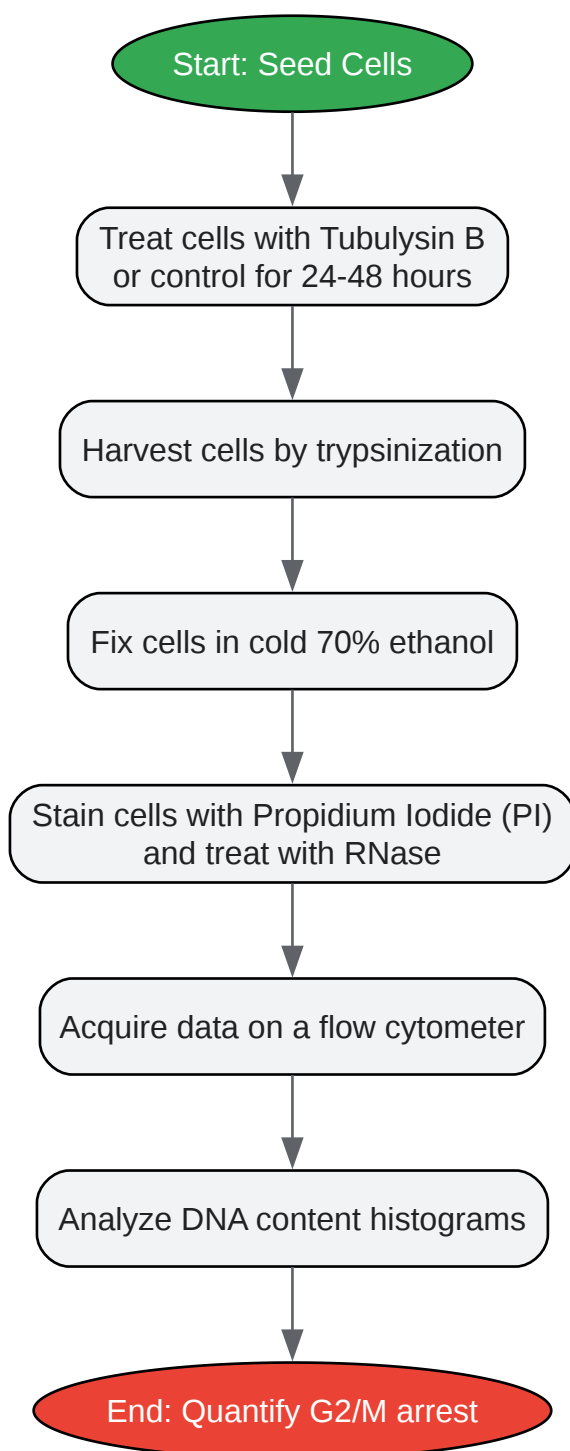 Start: Seed Cells
Treat cells with Tubulysin B
or control for 24-48 hours
Harvest cells by trypsinization
Fix cells in cold 70% ethanol
Stain cells with Propidium Iodide (PI)
and treat with RNase
Acquire data on a flow cytometer
Analyze DNA content histograms
End: Quantify G2/M arrest